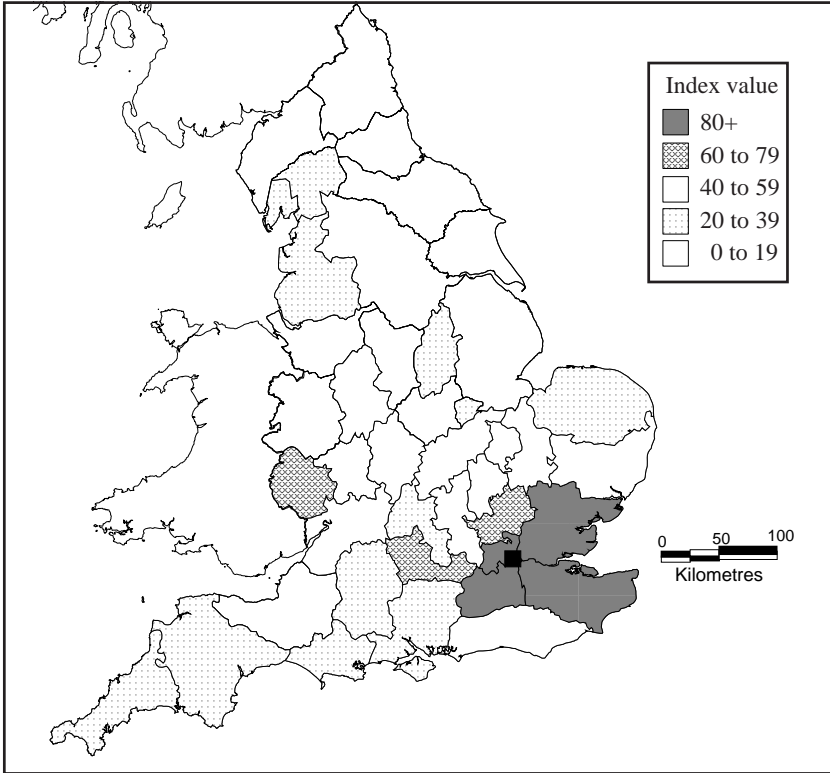 Index value
80+
60 to 79
40 to 59
20 to 39
0 to 19
0 50 100
Kilometres